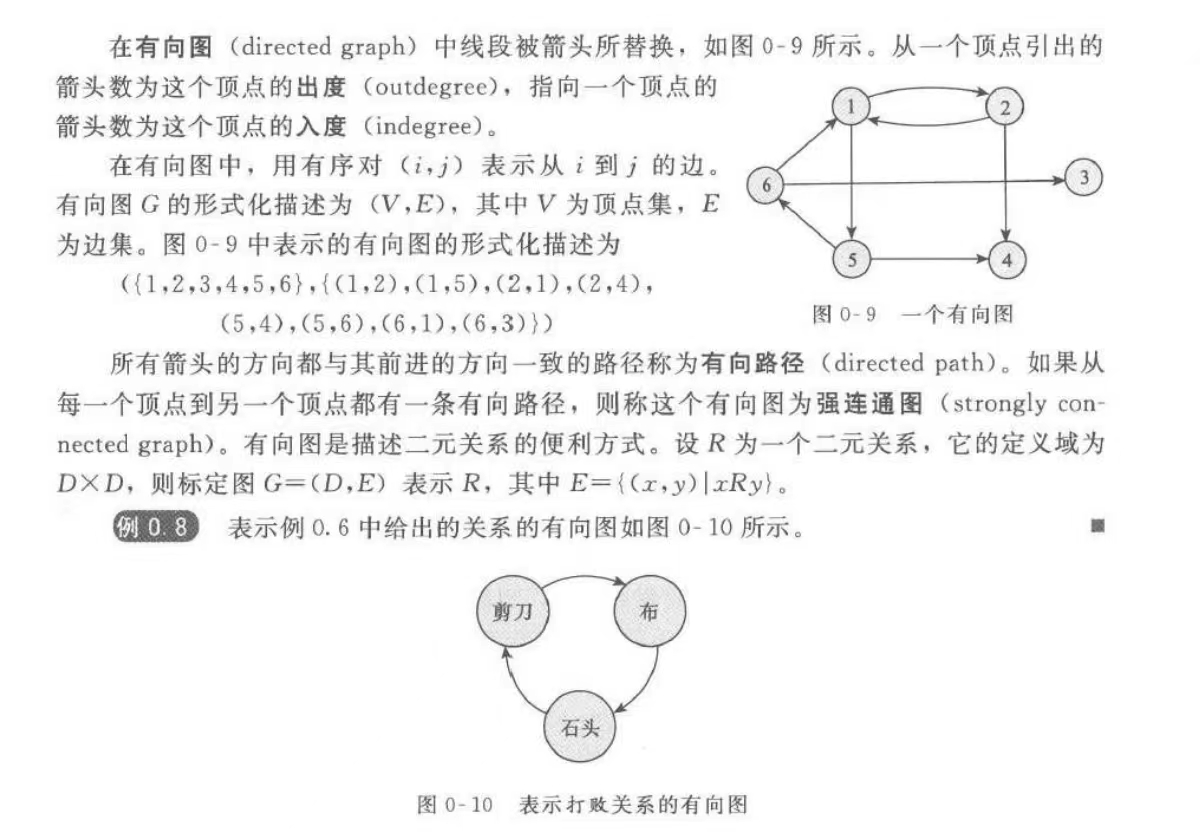 在有向图（directed graph）中线段被箭头所替换，如图 0-9 所示。从一个顶点引出的
箭头数为这个顶点的出度（outdegree），指向一个顶点的
箭头数为这个顶点的入度（indegree）。
在有向图中，用有序对（i,j）表示从 i 到 j 的边。
有向图 G 的形式化描述为（V,E），其中 V 为顶点集，E
为边集。图 0-9 中表示的有向图的形式化描述为
({1,2,3,4,5,6},{(1,2),(1,5),(2,1),(2,4),
(5,4),(5,6),(6,1),(6,3)})
1
2
6
3
5
4
图 0-9 一个有向图
所有箭头的方向都与其前进的方向一致的路径称为有向路径（directed path）。如果从
每一个顶点到另一个顶点都有一条有向路径，则称这个有向图为强连通图（strongly con-
nected graph）。有向图是描述二元关系的便利方式。设 R 为一个二元关系，它的定义域为
D×D，则标定图 G=(D,E) 表示 R，其中 E={(x,y)|xRy}。
例 0.8 表示例 0.6 中给出的关系的有向图如图 0-10 所示。
剪刀
布
石头
图 0-10 表示打败关系的有向图